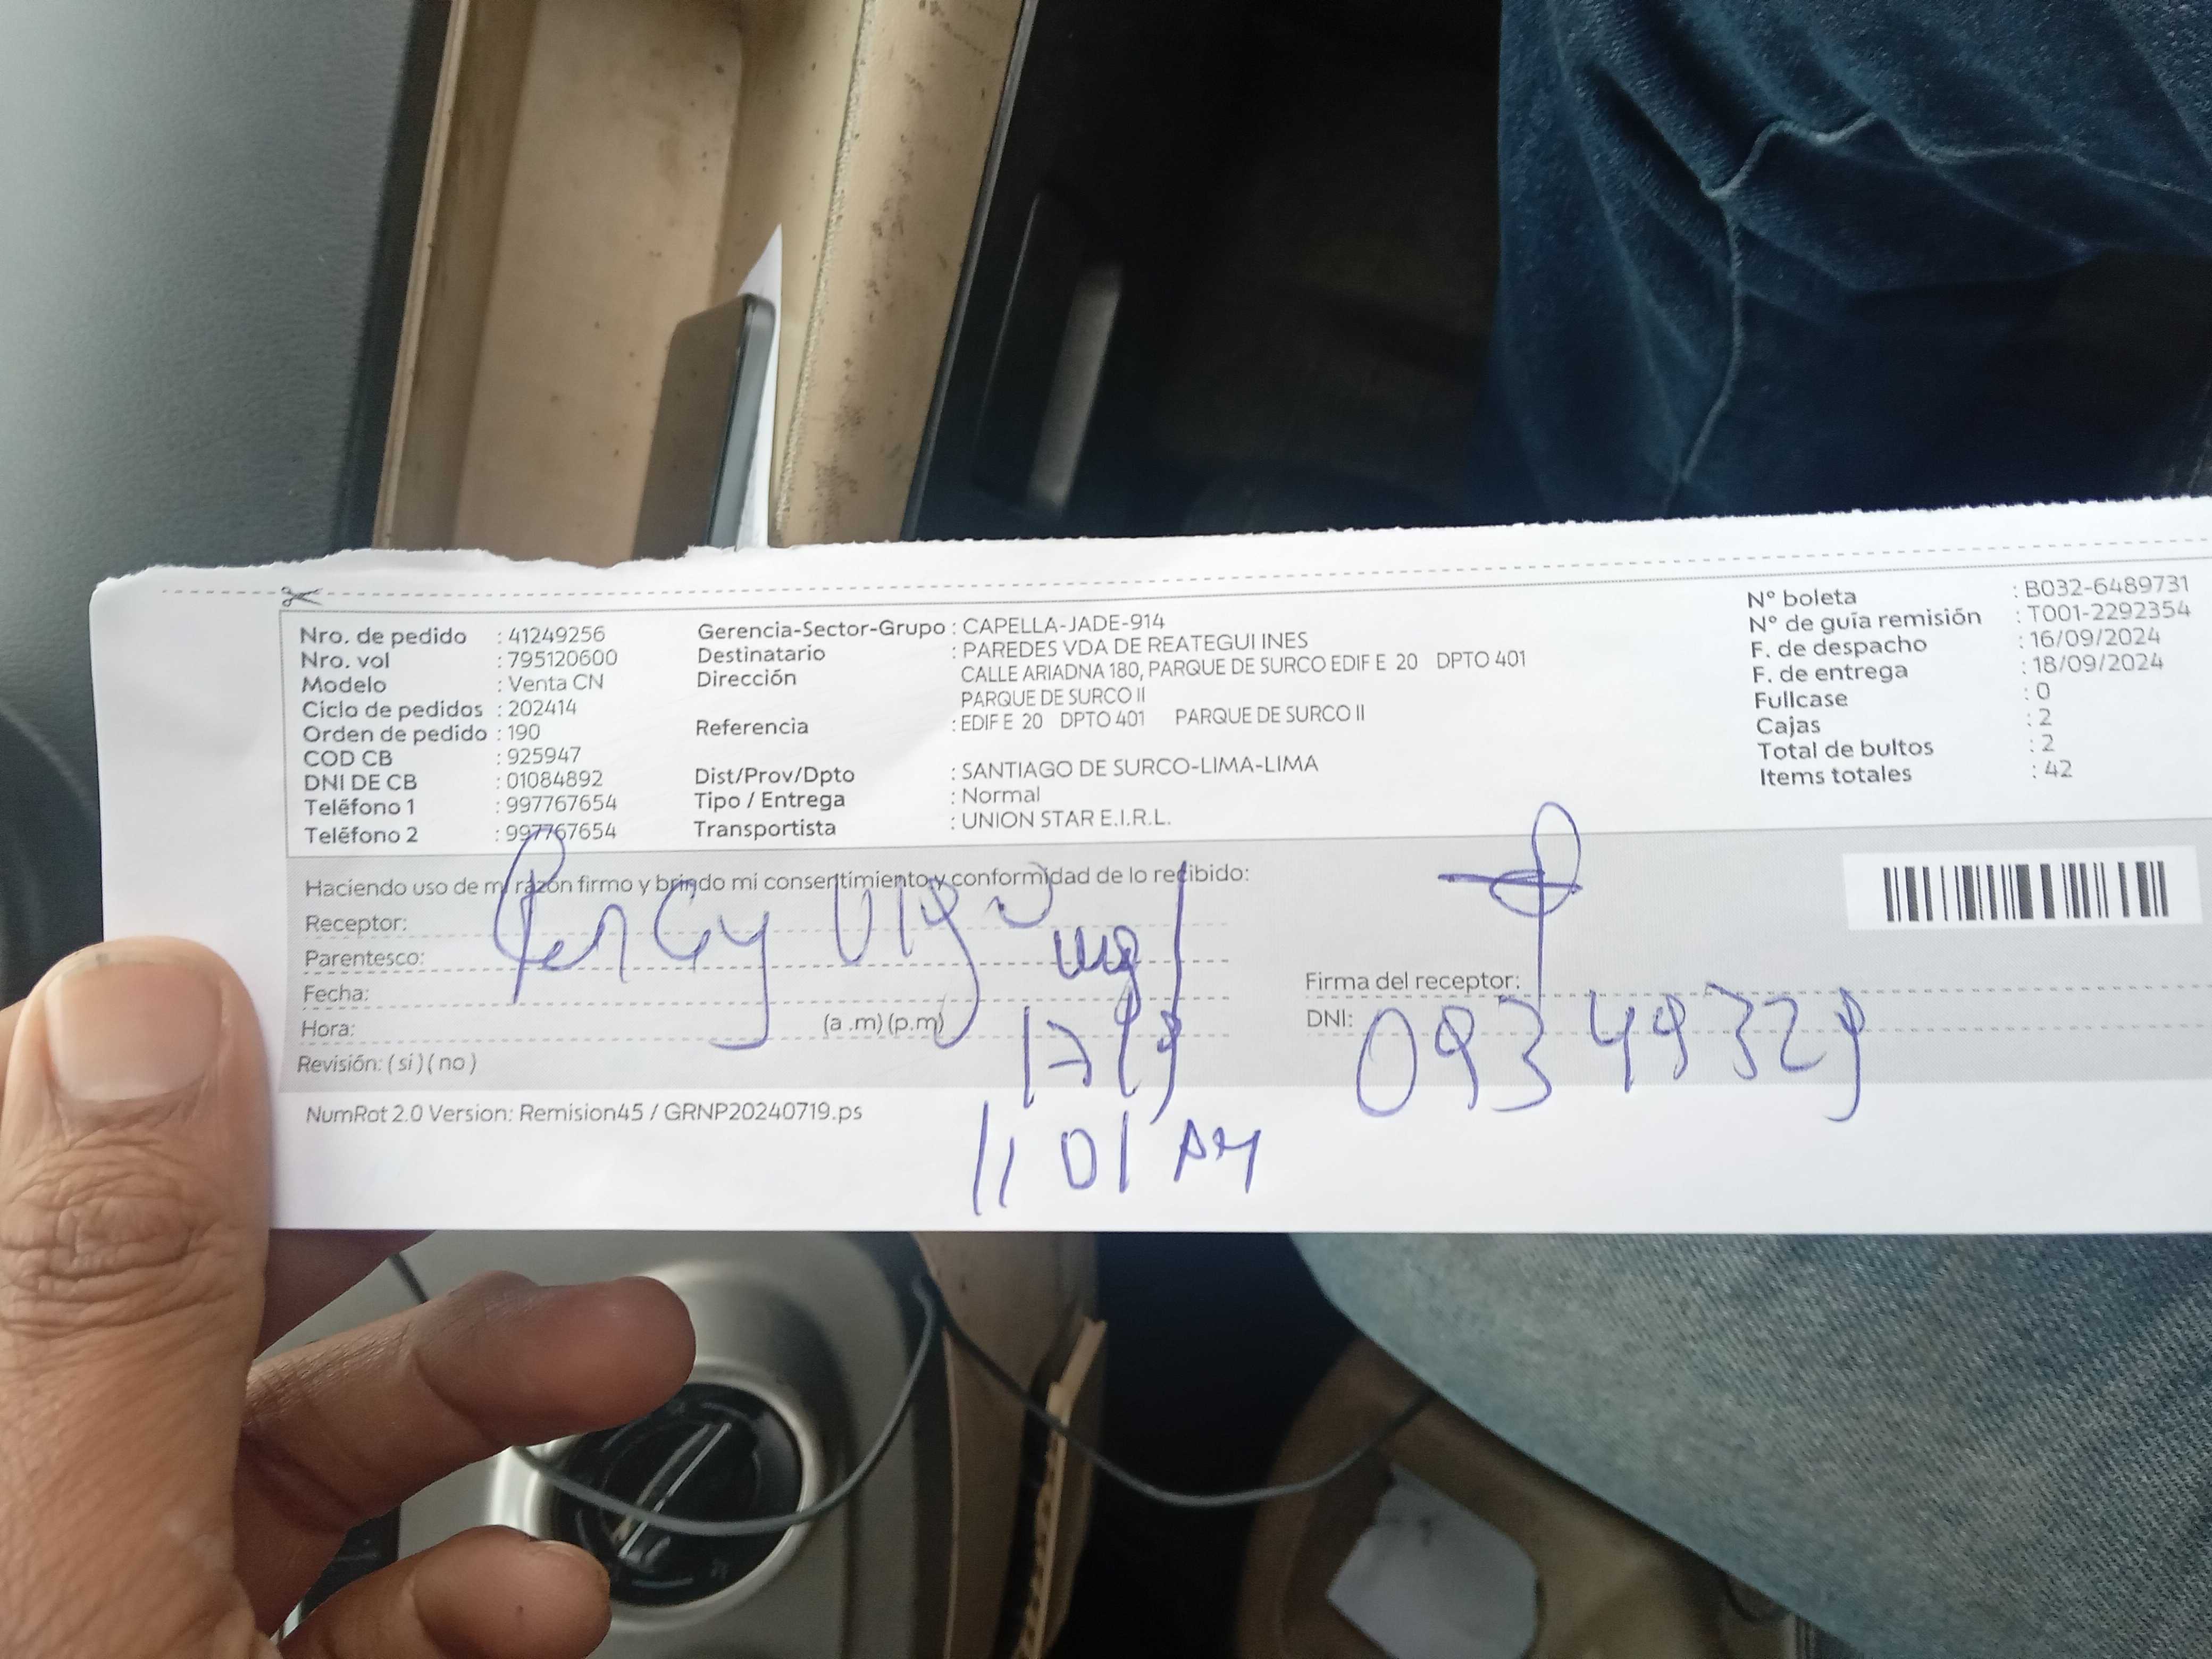 Nro. de pedido : 41249256
Nro. vol : 795120600
Modelo : Venta CN
Ciclo de pedidos : 202414
Orden de pedido : 190
COD CB : 925947
DNI DE CB : 01084892
Teléfono 1 : 997767654
Teléfono 2 : 997767654
Gerencia-Sector-Grupo : CAPELLA-JADE-914
Destinatario : PAREDES VDA DE REATEGUI INES
Dirección CALLE ARIADNA 180, PARQUE DE SURCO EDIF E 20 DPTO 401
PARQUE DE SURCO II
Referencia : EDIF E 20 DPTO 401 PARQUE DE SURCO II
Dist/Prov/Dpto : SANTIAGO DE SURCO-LIMA-LIMA
Tipo / Entrega : Normal
Transportista : UNION STAR E.I.R.L.
N° boleta : B032-6489731
N° de guía remisión : T001-2292354
F. de despacho : 16/09/2024
F. de entrega : 18/09/2024
Fullcase : 0
Cajas : 2
Total de bultos : 2
Items totales : 42
Haciendo uso de mi razón firmo y brindo mi consentimiento y conformidad de lo recibido:
Receptor: Percy
Parentesco:
Fecha:
Hora: (a .m) (p.m)
Revisión: ( si ) ( no )
11 01 AM
Firma del receptor:
DNI: 09349329
NumRot 2.0 Version: Remision45 / GRNP20240719.ps